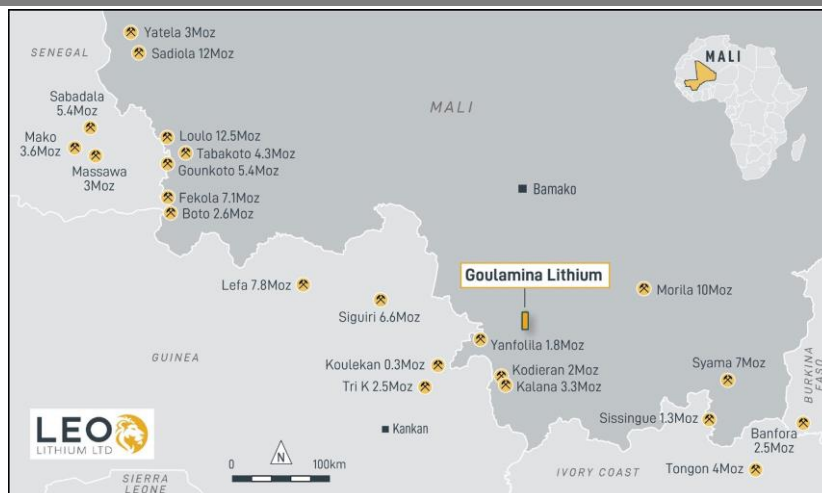 Yatela 3Moz
SENEGAL
Sadiola 12Moz
MALI
MALI
Sabadala
5.4Moz
Mako
3.6Moz
Massawa
3Moz
Loulo 12.5Moz
Tabakoto 4.3Moz
Gounkoto 5.4Moz
Bamako
Fekola 7.1Moz
Boto 2.6Moz
Goulamina Lithium
Lefa 7.8Moz
Morila 10Moz
Siguiri 6.6Moz
Yanfolila 1.8Moz
GUINEA
Koulekan 0.3Moz
Tri K 2.5Moz
Kodieran 2Moz
Kalana 3.3Moz
Syama 7Moz
BURKINA
FASO
LEO
LITHIUM LTD
Kankan
Sissingue 1.3Moz
Banfora
2.5Moz
N
0 100km
IVORY COAST
Tongon 4Moz
SIERRA
LEONE